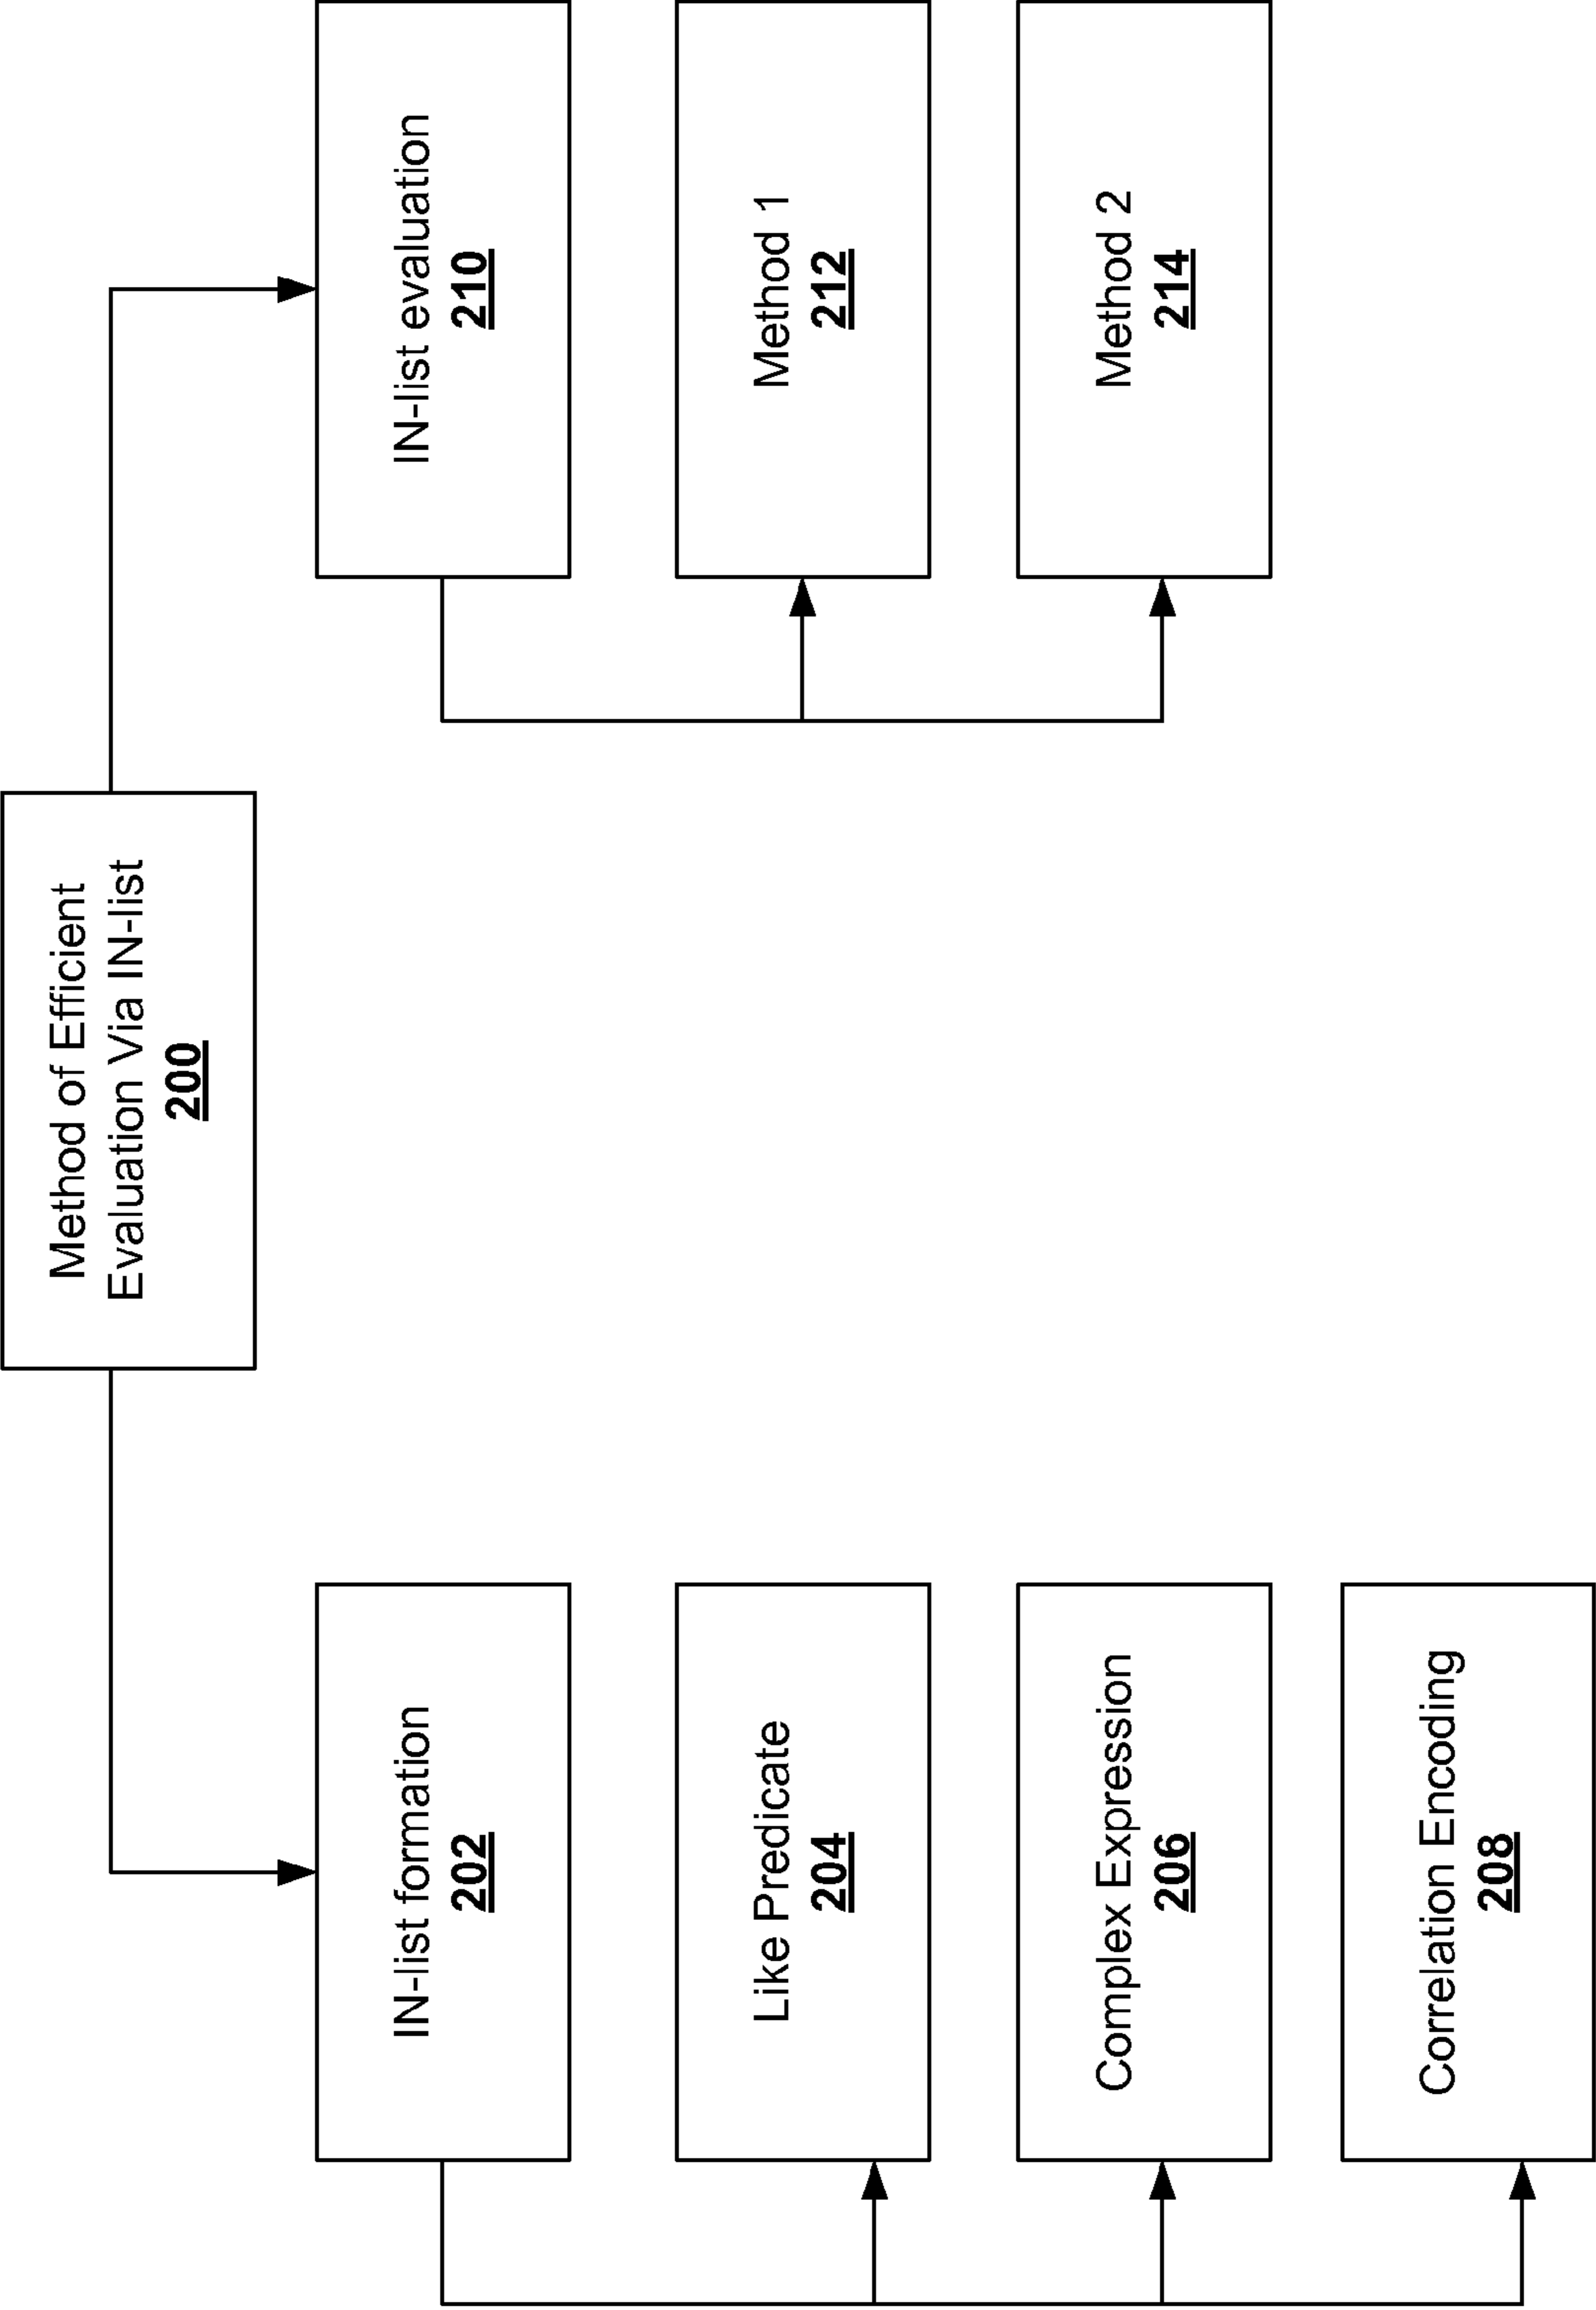 Method of Efficient
Evaluation Via IN-list
200
IN-list formation
202
Like Predicate
204
Complex Expression
206
Correlation Encoding
208
IN-list evaluation
210
Method 1
212
Method 2
214